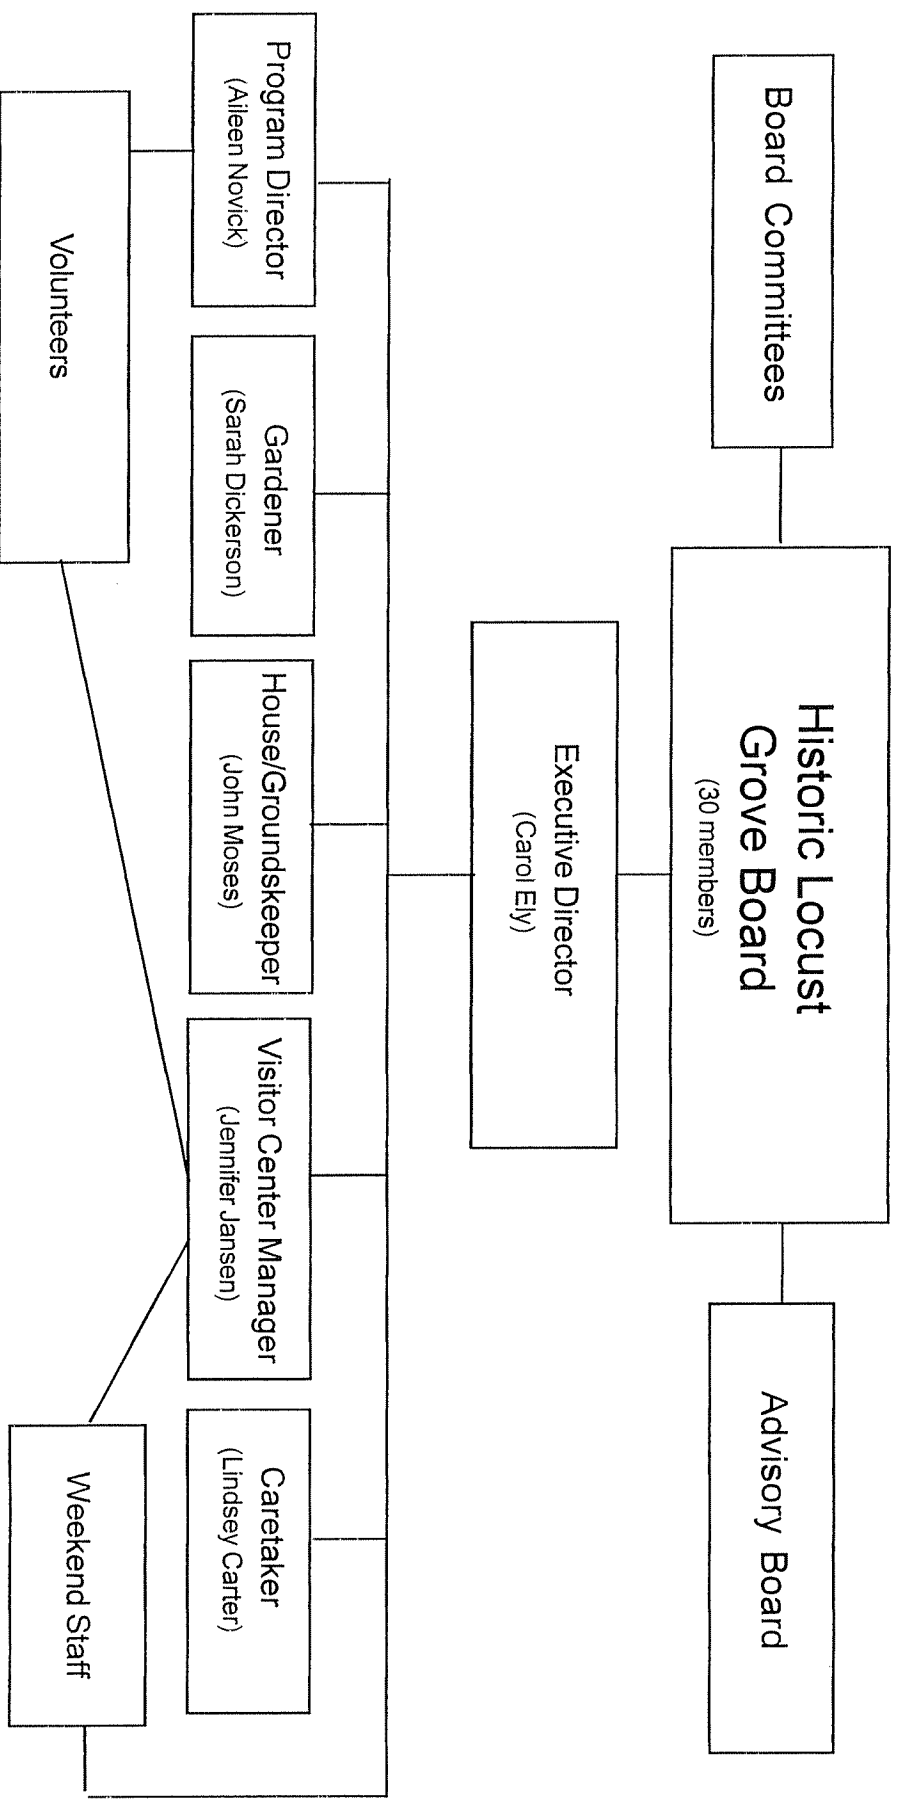 Board Committees
Historic Locust
Grove Board
(30 members)
Advisory Board
Executive Director
(Carol Ely)
Program Director
(Aileen Novick)
Gardener
(Sarah Dickerson)
House/Groundskeeper
(John Moses)
Visitor Center Manager
(Jennifer Jansen)
Caretaker
(Lindsey Carter)
Volunteers
Weekend Staff